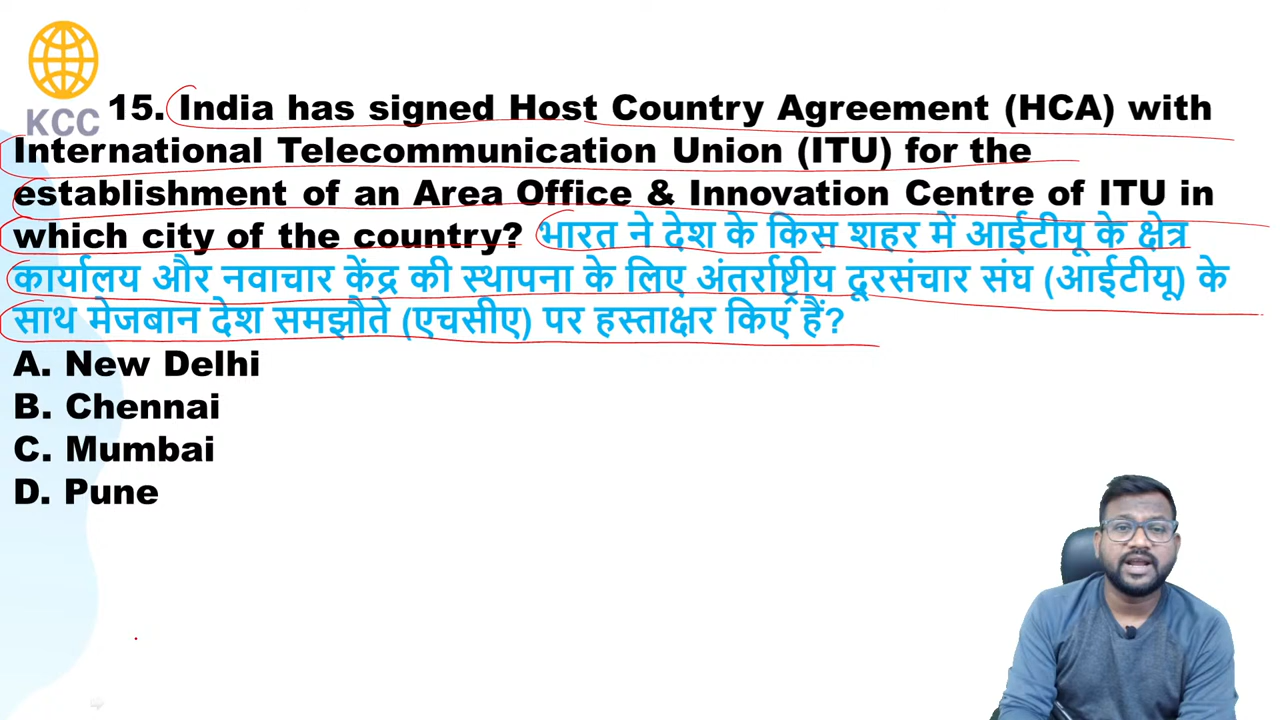 KCC
15. India has signed Host Country Agreement (HCA) with
International Telecommunication Union (ITU) for the
establishment of an Area Office & Innovation Centre of ITU in
which city of the country? भारत ने देश के किस शहर में आईटीयू के क्षेत्र
कार्यालय और नवाचार केंद्र की स्थापना के लिए अंतर्राष्ट्रीय दूरसंचार संघ (आईटीयू) के
साथ मेजबान देश समझौते (एचसीए) पर हस्ताक्षर किए हैं?
A. New Delhi
B. Chennai
C. Mumbai
D. Pune